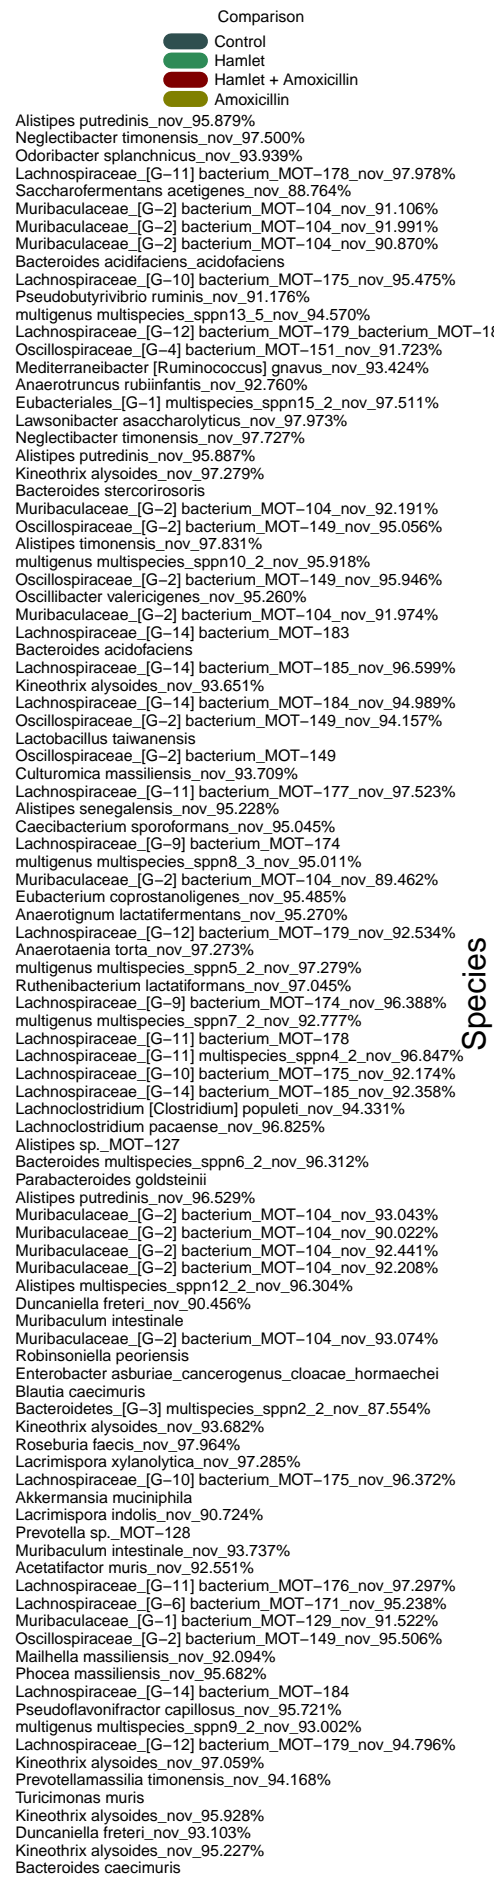 Comparison
Control
Hamlet
Hamlet + Amoxicillin
Amoxicillin
Alistipes putredinis_nov_95.879%
Neglectibacter timonensis_nov_97.500%
Odoribacter splanchnicus_nov_93.939%
Lachnospiraceae_[G−11] bacterium_MOT−178_nov_97.978%
Saccharofermentans acetigenes_nov_88.764%
Muribaculaceae_[G−2] bacterium_MOT−104_nov_91.106%
Muribaculaceae_[G−2] bacterium_MOT−104_nov_91.991%
Muribaculaceae_[G−2] bacterium_MOT−104_nov_90.870%
Bacteroides acidifaciens_acidofaciens
Lachnospiraceae_[G−10] bacterium_MOT−175_nov_95.475%
Pseudobutyrivibrio ruminis_nov_91.176%
multigenus multispecies_sppn13_5_nov_94.570%
Lachnospiraceae_[G−12] bacterium_MOT−179_bacterium_MOT−18
Oscillospiraceae_[G−4] bacterium_MOT−151_nov_91.723%
Mediterraneibacter [Ruminococcus] gnavus_nov_93.424%
Anaerotruncus rubiinfantis_nov_92.760%
Eubacteriales_[G−1] multispecies_sppn15_2_nov_97.511%
Lawsonibacter asaccharolyticus_nov_97.973%
Neglectibacter timonensis_nov_97.727%
Alistipes putredinis_nov_95.887%
Kineothrix alysoides_nov_97.279%
Bacteroides stercorirosoris
Muribaculaceae_[G−2] bacterium_MOT−104_nov_92.191%
Oscillospiraceae_[G−2] bacterium_MOT−149_nov_95.056%
Alistipes timonensis_nov_97.831%
multigenus multispecies_sppn10_2_nov_95.918%
Oscillospiraceae_[G−2] bacterium_MOT−149_nov_95.946%
Oscillibacter valericigenes_nov_95.260%
Muribaculaceae_[G−2] bacterium_MOT−104_nov_91.974%
Lachnospiraceae_[G−14] bacterium_MOT−183
Bacteroides acidofaciens
Lachnospiraceae_[G−14] bacterium_MOT−185_nov_96.599%
Kineothrix alysoides_nov_93.651%
Lachnospiraceae_[G−14] bacterium_MOT−184_nov_94.989%
Oscillospiraceae_[G−2] bacterium_MOT−149_nov_94.157%
Lactobacillus taiwanensis
Oscillospiraceae_[G−2] bacterium_MOT−149
Culturomica massiliensis_nov_93.709%
Lachnospiraceae_[G−11] bacterium_MOT−177_nov_97.523%
Alistipes senegalensis_nov_95.228%
Caecibacterium sporoformans_nov_95.045%
Lachnospiraceae_[G−9] bacterium_MOT−174
multigenus multispecies_sppn8_3_nov_95.011%
Muribaculaceae_[G−2] bacterium_MOT−104_nov_89.462%
Eubacterium coprostanoligenes_nov_95.485%
Anaerotignum lactatifermentans_nov_95.270%
Lachnospiraceae_[G−12] bacterium_MOT−179_nov_92.534%
Anaerotaenia torta_nov_97.273%
multigenus multispecies_sppn5_2_nov_97.279%
Ruthenibacterium lactatiformans_nov_97.045%
Lachnospiraceae_[G−9] bacterium_MOT−174_nov_96.388%
multigenus multispecies_sppn7_2_nov_92.777%
Lachnospiraceae_[G−11] bacterium_MOT−178
Lachnospiraceae_[G−11] multispecies_sppn4_2_nov_96.847%
Lachnospiraceae_[G−10] bacterium_MOT−175_nov_92.174%
Lachnospiraceae_[G−14] bacterium_MOT−185_nov_92.358%
Lachnoclostridium [Clostridium] populeti_nov_94.331%
Lachnoclostridium pacaense_nov_96.825%
Alistipes sp._MOT−127
Bacteroides multispecies_sppn6_2_nov_96.312%
Parabacteroides goldsteinii
Alistipes putredinis_nov_96.529%
Muribaculaceae_[G−2] bacterium_MOT−104_nov_93.043%
Muribaculaceae_[G−2] bacterium_MOT−104_nov_90.022%
Muribaculaceae_[G−2] bacterium_MOT−104_nov_92.441%
Muribaculaceae_[G−2] bacterium_MOT−104_nov_92.208%
Alistipes multispecies_sppn12_2_nov_96.304%
Duncaniella freteri_nov_90.456%
Muribaculum intestinale
Muribaculaceae_[G−2] bacterium_MOT−104_nov_93.074%
Robinsoniella peoriensis
Enterobacter asburiae_cancerogenus_cloacae_hormaechei
Blautia caecimuris
Bacteroidetes_[G−3] multispecies_sppn2_2_nov_87.554%
Kineothrix alysoides_nov_93.682%
Roseburia faecis_nov_97.964%
Lacrimispora xylanolytica_nov_97.285%
Lachnospiraceae_[G−10] bacterium_MOT−175_nov_96.372%
Akkermansia muciniphila
Lacrimispora indolis_nov_90.724%
Prevotella sp._MOT−128
Muribaculum intestinale_nov_93.737%
Acetatifactor muris_nov_92.551%
Lachnospiraceae_[G−11] bacterium_MOT−176_nov_97.297%
Lachnospiraceae_[G−6] bacterium_MOT−171_nov_95.238%
Muribaculaceae_[G−1] bacterium_MOT−129_nov_91.522%
Oscillospiraceae_[G−2] bacterium_MOT−149_nov_95.506%
Mailhella massiliensis_nov_92.094%
Phocea massiliensis_nov_95.682%
Lachnospiraceae_[G−14] bacterium_MOT−184
Pseudoflavonifractor capillosus_nov_95.721%
multigenus multispecies_sppn9_2_nov_93.002%
Lachnospiraceae_[G−12] bacterium_MOT−179_nov_94.796%
Kineothrix alysoides_nov_97.059%
Prevotellamassilia timonensis_nov_94.168%
Turicimonas muris
Kineothrix alysoides_nov_95.928%
Duncaniella freteri_nov_93.103%
Kineothrix alysoides_nov_95.227%
Bacteroides caecimuris
Species